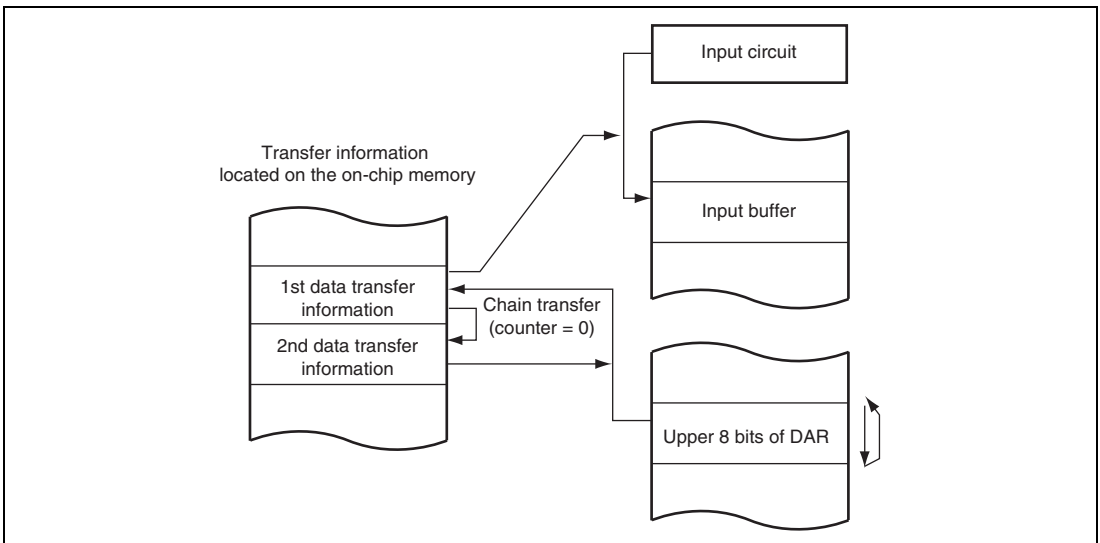 Input circuit
Transfer information
located on the on-chip memory
Input buffer
1st data transfer
information
Chain transfer
(counter = 0)
2nd data transfer
information
Upper 8 bits of DAR